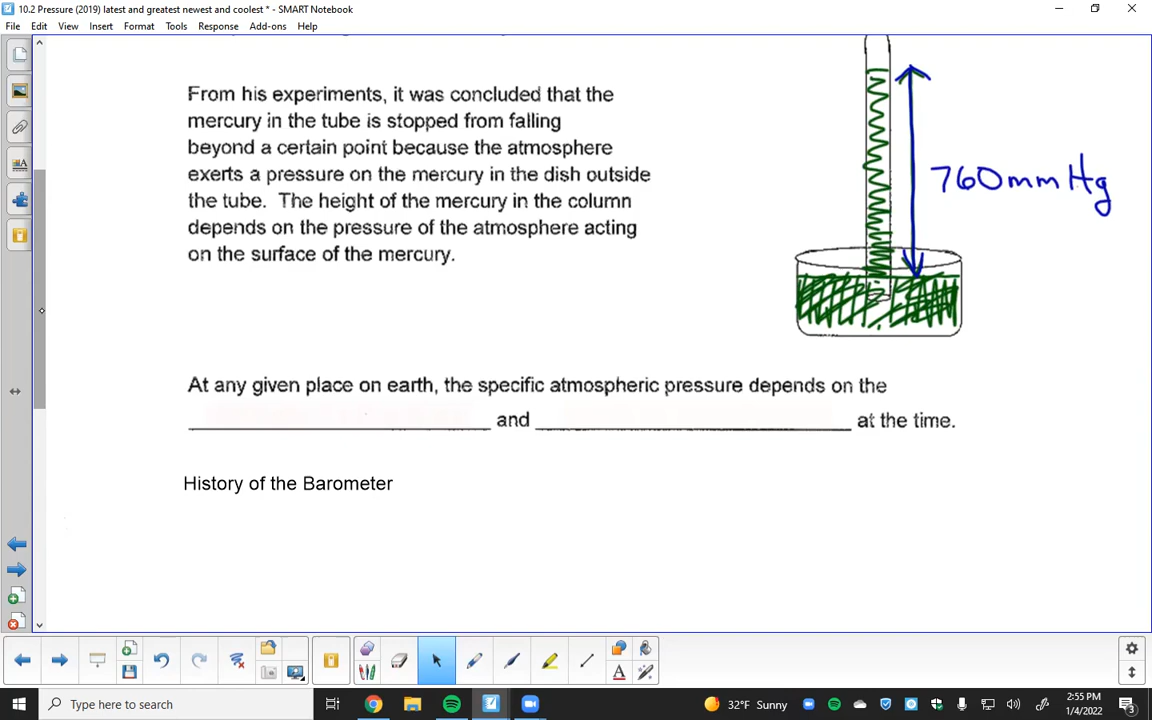 10.2 Pressure (2019) latest and greatest newest and coolest * - SMART Notebook
File Edit View Insert Format Tools Response Add-ons Help
From his experiments, it was concluded that the
mercury in the tube is stopped from falling
beyond a certain point because the atmosphere
exerts a pressure on the mercury in the dish outside
the tube. The height of the mercury in the column
depends on the pressure of the atmosphere acting
on the surface of the mercury.
760mmHg
At any given place on earth, the specific atmospheric pressure depends on the
and at the time.
History of the Barometer
Type here to search
32°F Sunny
2:55 PM
1/4/2022
3